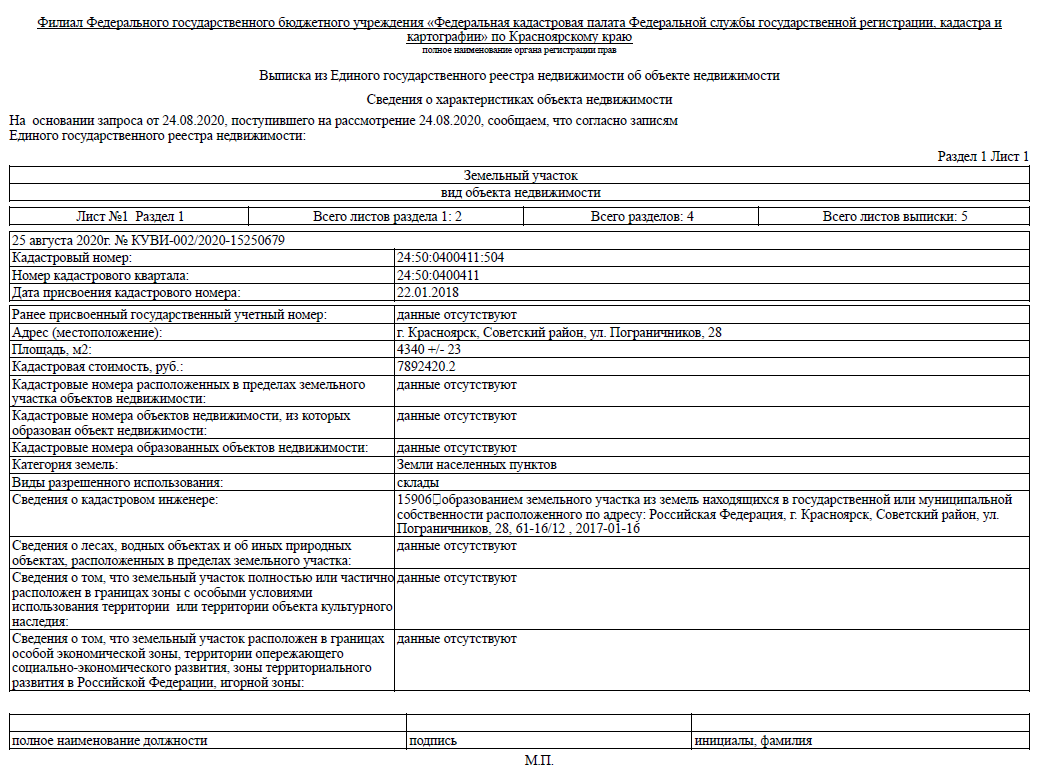 Филиал Федерального государственного бюджетного учреждения «Федеральная кадастровая палата Федеральной службы государственной регистрации, кадастра и
картографии» по Красноярскому краю
полное наименование органа регистрации прав
Выписка из Единого государственного реестра недвижимости об объекте недвижимости
Сведения о характеристиках объекта недвижимости
На основании запроса от 24.08.2020, поступившего на рассмотрение 24.08.2020, сообщаем, что согласно записям
Единого государственного реестра недвижимости:
Раздел 1 Лист 1
Земельный участок
вид объекта недвижимости
Лист №1 Раздел 1 Всего листов раздела 1: 2 Всего разделов: 4 Всего листов выписки: 5
25 августа 2020г. № КУВИ-002/2020-15250679
Кадастровый номер: 24:50:0400411:504
Номер кадастрового квартала: 24:50:0400411
Дата присвоения кадастрового номера: 22.01.2018
Ранее присвоенный государственный учетный номер: данные отсутствуют
Адрес (местоположение): г. Красноярск, Советский район, ул. Пограничников, 28
Площадь, м2: 4340 +/- 23
Кадастровая стоимость, руб.: 7892420.2
Кадастровые номера расположенных в пределах земельного данные отсутствуют
участка объектов недвижимости:
Кадастровые номера объектов недвижимости, из которых данные отсутствуют
образован объект недвижимости:
Кадастровые номера образованных объектов недвижимости: данные отсутствуют
Категория земель: Земли населенных пунктов
Виды разрешенного использования: склады
Сведения о кадастровом инженере: 15906□образованием земельного участка из земель находящихся в государственной или муниципальной
собственности расположенного по адресу: Российская Федерация, г. Красноярск, Советский район, ул.
Пограничников, 28, 61-16/12 , 2017-01-16
Сведения о лесах, водных объектах и об иных природных данные отсутствуют
объектах, расположенных в пределах земельного участка:
Сведения о том, что земельный участок полностью или частично данные отсутствуют
расположен в границах зоны с особыми условиями
использования территории или территории объекта культурного
наследия:
Сведения о том, что земельный участок расположен в границах данные отсутствуют
особой экономической зоны, территории опережающего
социально-экономического развития, зоны территориального
развития в Российской Федерации, игорной зоны:
полное наименование должности подпись инициалы, фамилия
М.П.